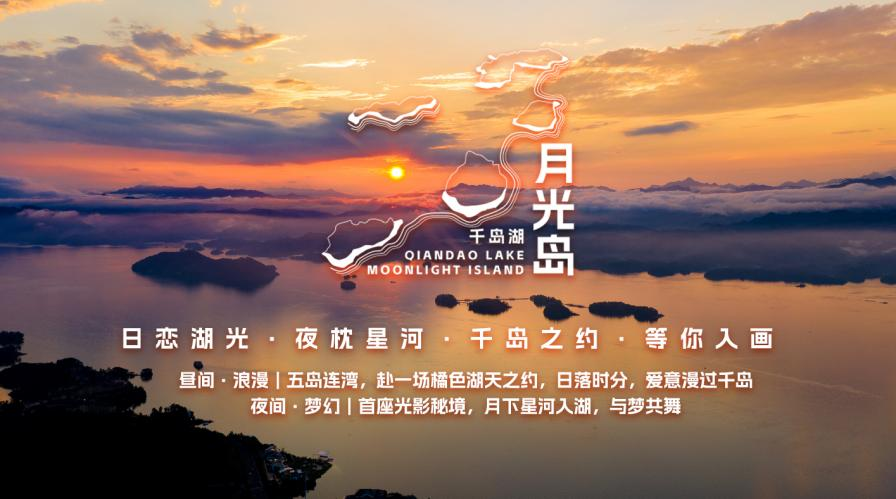 月光岛
千岛湖
QIANDAO LAKE
MOONLIGHT ISLAND
日恋湖光·夜枕星河·千岛之约·等你入画
昼间·浪漫｜五岛连湾，赴一场橘色湖天之约，日落时分，爱意漫过千岛
夜间·梦幻｜首座光影秘境，月下星河入湖，与梦共舞